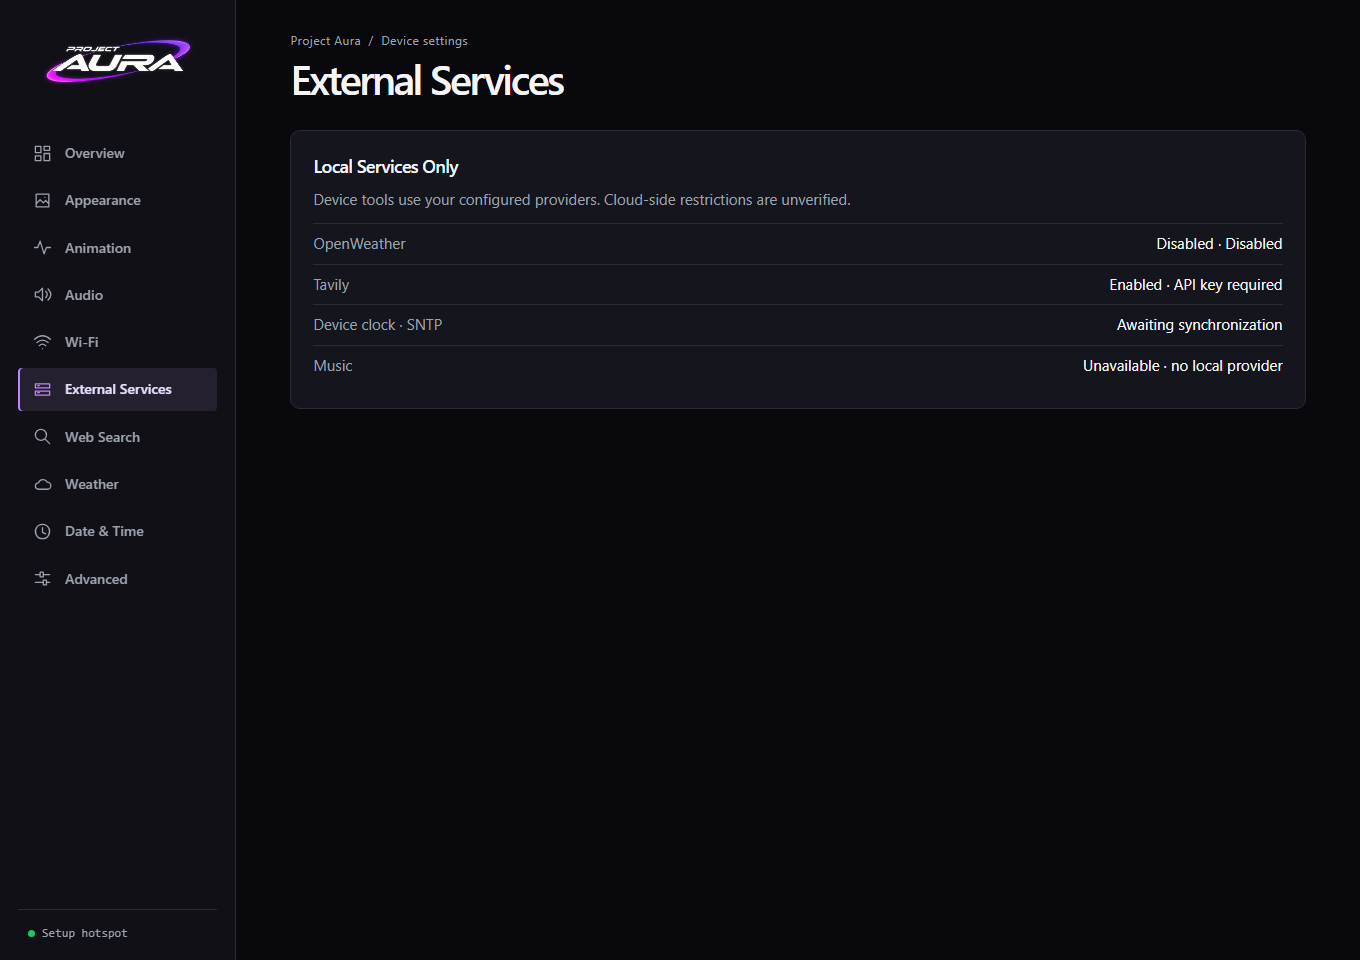 PROJECT
AURA
Overview
Appearance
Animation
Audio
Wi-Fi
External Services
Web Search
Weather
Date & Time
Advanced
Setup hotspot
Project Aura / Device settings
External Services
Local Services Only
Device tools use your configured providers. Cloud-side restrictions are unverified.
OpenWeather Disabled · Disabled
Tavily Enabled · API key required
Device clock · SNTP Awaiting synchronization
Music Unavailable · no local provider